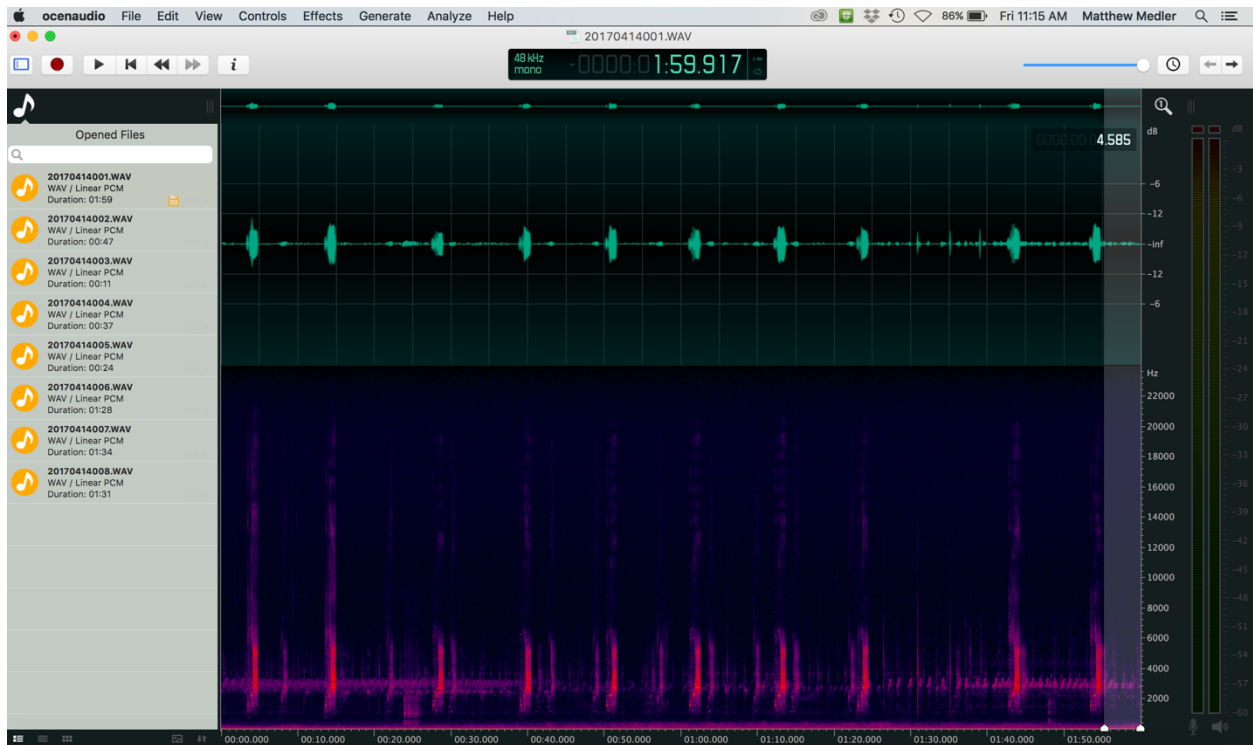 ocenaudio File Edit View Controls Effects Generate Analyze Help 86% Fri 11:15 AM Matthew Medler
20170414001.WAV
48 kHz
mono
-0000:01:59.917
Opened Files
0000:00:04.585
20170414001.WAV
WAV / Linear PCM
Duration: 01:59
20170414002.WAV
WAV / Linear PCM
Duration: 00:47
20170414003.WAV
WAV / Linear PCM
Duration: 00:11
20170414004.WAV
WAV / Linear PCM
Duration: 00:37
20170414005.WAV
WAV / Linear PCM
Duration: 00:24
20170414006.WAV
WAV / Linear PCM
Duration: 01:28
20170414007.WAV
WAV / Linear PCM
Duration: 01:34
20170414008.WAV
WAV / Linear PCM
Duration: 01:31
dB
-6
-12
-inf
-12
-6
Hz
22000
20000
18000
16000
14000
12000
10000
8000
6000
4000
2000
dB
-3
-6
-9
-12
-15
-18
-21
-24
-27
-30
-33
-36
-39
-42
-45
-48
-51
-54
-57
-60
00:00.000 00:10.000 00:20.000 00:30.000 00:40.000 00:50.000 01:00.000 01:10.000 01:20.000 01:30.000 01:40.000 01:50.000